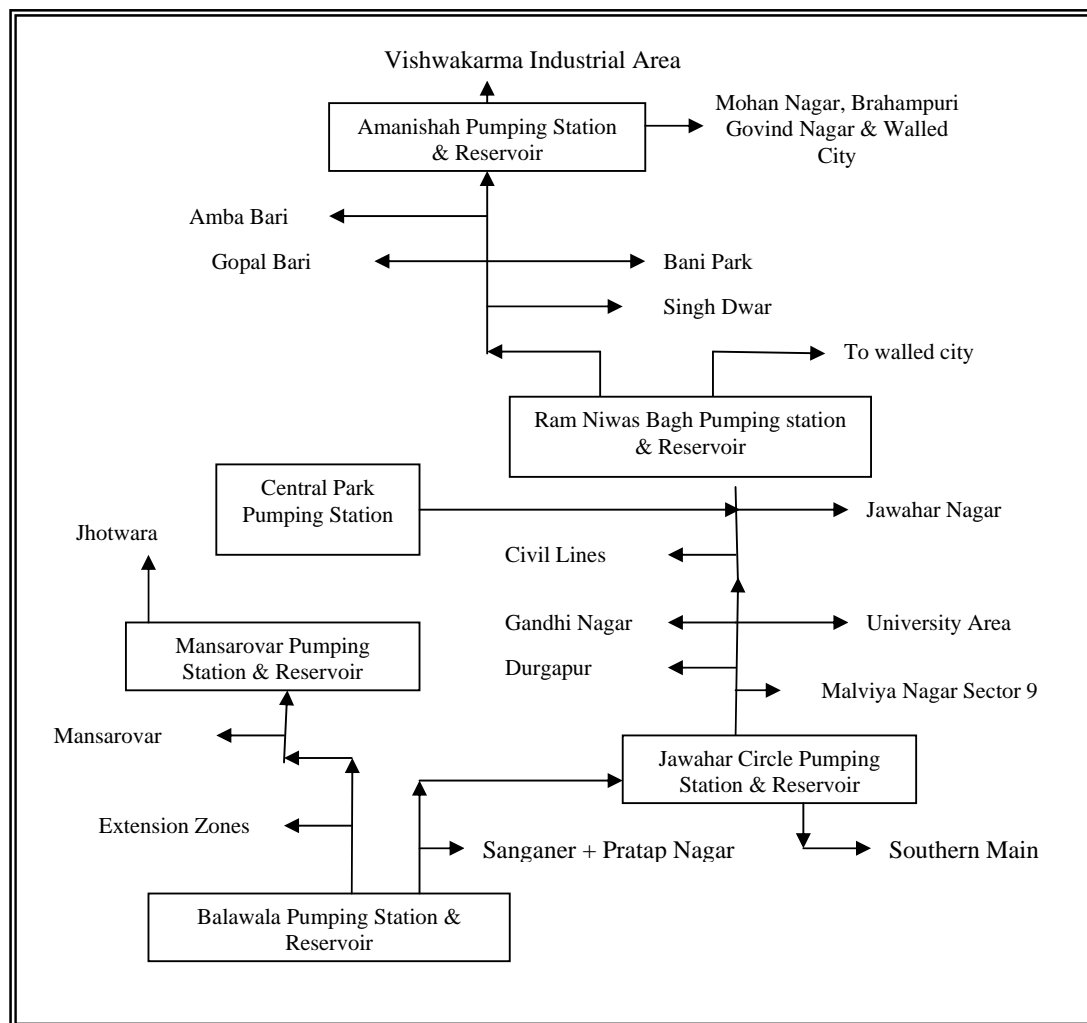 Vishwakarma Industrial Area
Amanishah Pumping Station
& Reservoir
Mohan Nagar, Brahampuri
Govind Nagar & Walled
City
Amba Bari
Gopal Bari
Bani Park
Singh Dwar
To walled city
Ram Niwas Bagh Pumping station
& Reservoir
Central Park
Pumping Station
Jawahar Nagar
Jhotwara
Civil Lines
Gandhi Nagar
University Area
Mansarovar Pumping
Station & Reservoir
Durgapur
Malviya Nagar Sector 9
Mansarovar
Jawahar Circle Pumping
Station & Reservoir
Extension Zones
Sanganer + Pratap Nagar
Southern Main
Balawala Pumping Station &
Reservoir